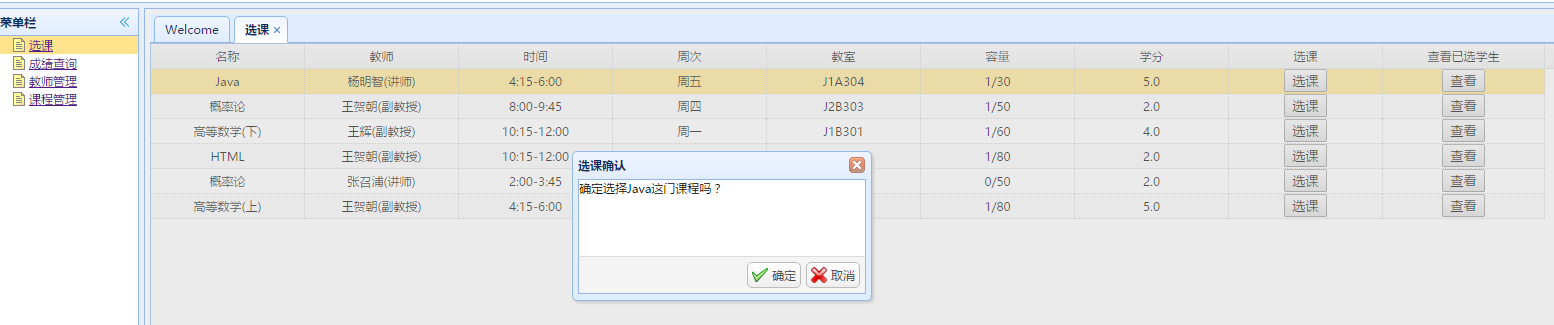 菜单栏
选课
成绩查询
教师管理
课程管理
Welcome 选课
名称 教师 时间 周次 教室 容量 学分 选课 查看已选学生
Java 杨明智(讲师) 4:15-6:00 周五 J1A304 1/30 5.0 选课 查看
概率论 王贺朝(副教授) 8:00-9:45 周四 J2B303 1/50 2.0 选课 查看
高等数学(下) 王辉(副教授) 10:15-12:00 周一 J1B301 1/60 4.0 选课 查看
HTML 王贺朝(副教授) 10:15-12:00 1/80 2.0 选课 查看
概率论 张召浦(讲师) 2:00-3:45 0/50 2.0 选课 查看
高等数学(上) 王贺朝(副教授) 4:15-6:00 1/80 5.0 选课 查看
选课确认
确定选择Java这门课程吗？
确定 取消